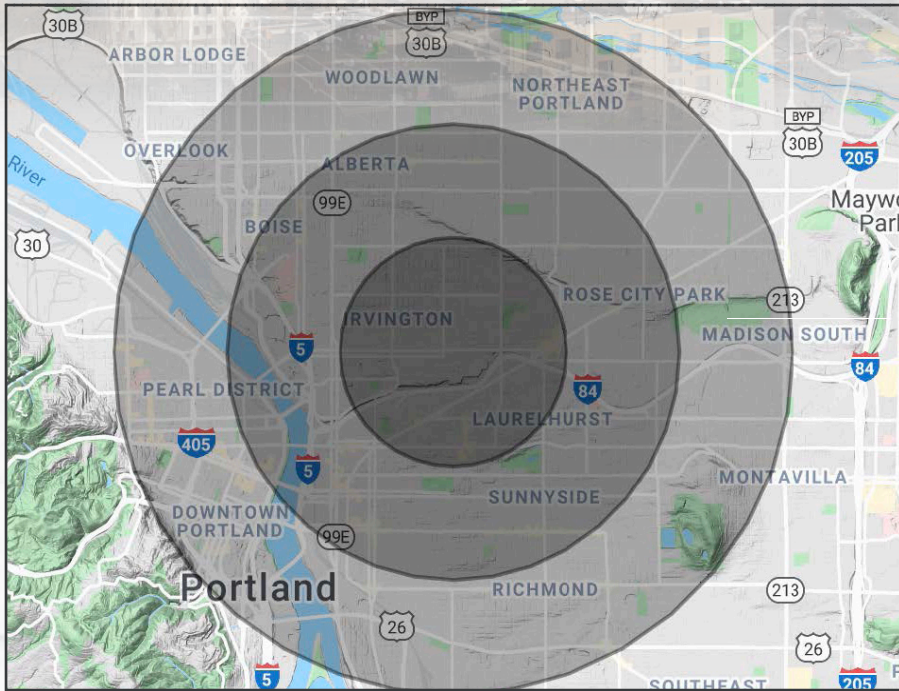 30B
BYP
30B
ARBOR LODGE
WOODLAWN
NORTHEAST
PORTLAND
BYP
30B
OVERLOOK
ALBERTA
205
River
99E
Maywo
Park
BOISE
30
ROSE CITY PARK
213
IRVINGTON
MADISON SOUTH
5
84
PEARL DISTRICT
84
LAURELHURST
405
5
MONTAVILLA
SUNNYSIDE
DOWNTOWN
PORTLAND
99E
Portland
RICHMOND
213
26
26
5
SOUTHEAST
205